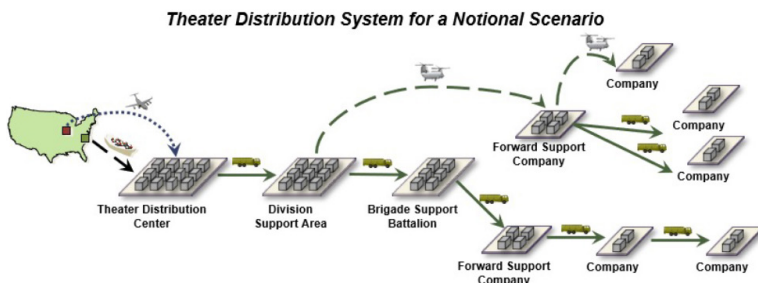 Theater Distribution System for a Notional Scenario
Company
Company
Forward Support
Company
Company
Theater Distribution
Center
Division
Support Area
Brigade Support
Battalion
Forward Support
Company
Company
Company